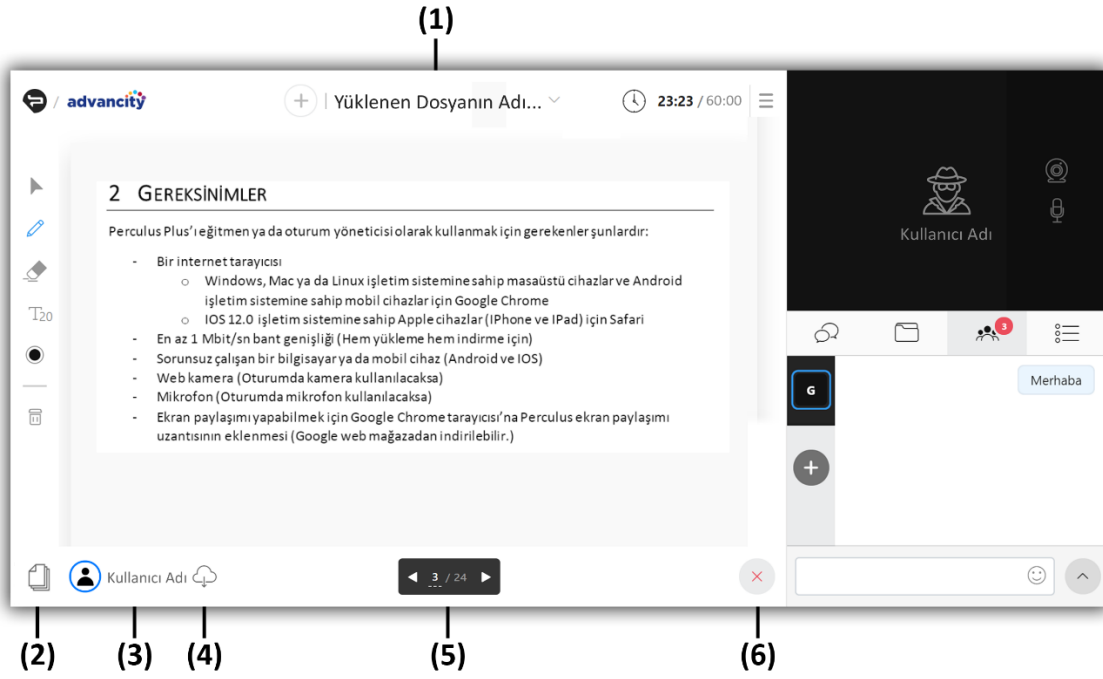 (1)
/ advancity
| Yüklenen Dosyanın Adı...
23:23 / 60:00
2 GEREKSİNİMLER
Perculus Plus’ı eğitmen ya da oturum yöneticisi olarak kullanmak için gerekenler şunlardır:
- Bir internet tarayıcısı
○ Windows, Mac ya da Linux işletim sistemine sahip masaüstü cihazlar ve Android
işletim sistemine sahip mobil cihazlar için Google Chrome
○ IOS 12.0 işletim sistemine sahip Apple cihazlar (IPhone ve IPad) için Safari
- En az 1 Mbit/sn bant genişliği (Hem yükleme hem indirme için)
- Sorunsuz çalışan bir bilgisayar ya da mobil cihaz (Android ve IOS)
- Web kamera (Oturumda kamera kullanılacaksa)
- Mikrofon (Oturumda mikrofon kullanılacaksa)
- Ekran paylaşımı yapabilmek için Google Chrome tarayıcısı’na Perculus ekran paylaşımı
uzantısının eklenmesi (Google web mağazadan indirilebilir.)
T20
Kullanıcı Adı
3
G
Merhaba
Kullanıcı Adı
3 / 24
(2)
(3)
(4)
(5)
(6)